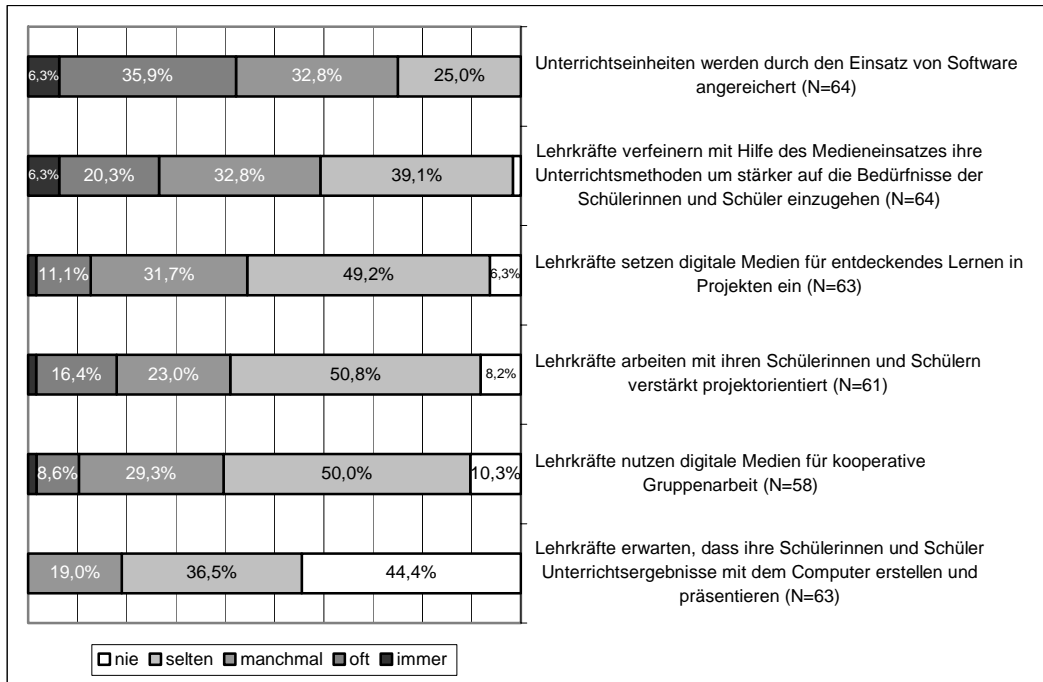 6,3% 35,9% 32,8% 25,0%
Unterrichtseinheiten werden durch den Einsatz von Software
angereichert (N=64)
6,3% 20,3% 32,8% 39,1%
Lehrkräfte verfeinern mit Hilfe des Medieneinsatzes ihre
Unterrichtsmethoden um stärker auf die Bedürfnisse der
Schülerinnen und Schüler einzugehen (N=64)
11,1% 31,7% 49,2% 6,3%
Lehrkräfte setzen digitale Medien für entdeckendes Lernen in
Projekten ein (N=63)
16,4% 23,0% 50,8% 8,2%
Lehrkräfte arbeiten mit ihren Schülerinnen und Schülern
verstärkt projektorientiert (N=61)
8,6% 29,3% 50,0% 10,3%
Lehrkräfte nutzen digitale Medien für kooperative
Gruppenarbeit (N=58)
19,0% 36,5% 44,4%
Lehrkräfte erwarten, dass ihre Schülerinnen und Schüler
Unterrichtsergebnisse mit dem Computer erstellen und
präsentieren (N=63)
nie selten manchmal oft immer